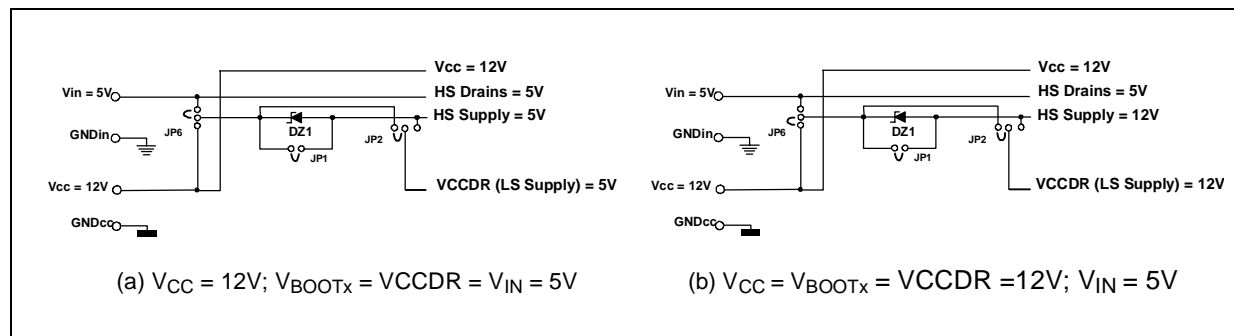 Vcc = 12V
HS Drains = 5V
Vin = 5V
HS Supply = 5V
DZ1
JP6
JP2
GNDin
JP1
Vcc = 12V
VCCDR (LS Supply) = 5V
GNDcc
(a) VCC = 12V; VBOOTx = VCCDR = VIN = 5V
Vcc = 12V
HS Drains = 5V
Vin = 5V
HS Supply = 12V
DZ1
JP6
JP2
GNDin
JP1
Vcc = 12V
VCCDR (LS Supply) = 12V
GNDcc
(b) VCC = VBOOTx = VCCDR =12V; VIN = 5V